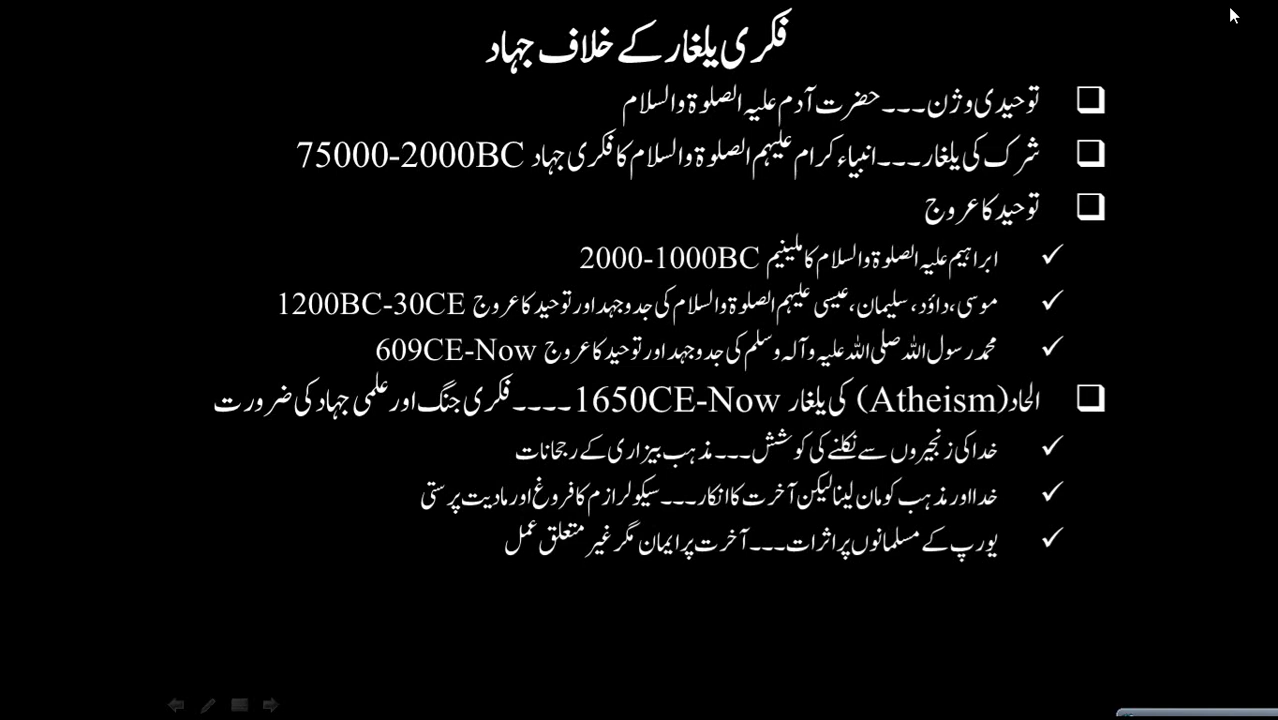 فکری یلغار کے خلاف جہاد
توحیدی وژن۔۔۔حضرت آدم علیہ الصلوۃ والسلام
شرک کی یلغار۔۔۔انبیاء کرام علیہم الصلوۃ والسلام کا فکری جہاد 75000-2000BC
توحید کا عروج
ابراہیم علیہ الصلوۃ والسلام کا ملینیم 2000-1000BC
موسی، داؤد، سلیمان، عیسی علیہم الصلوۃ والسلام کی جدوجہد اور توحید کا عروج 1200BC-30CE
محمد رسول اللہ صلی اللہ علیہ وآلہ وسلم کی جدوجہد اور توحید کا عروج 609CE-Now
الحاد(Atheism) کی یلغار 1650CE-Now۔۔۔۔فکری جنگ اور علمی جہاد کی ضرورت
خدا کی زنجیروں سے نکلنے کی کوشش۔۔۔مذہب بیزاری کے رجحانات
خدا اور مذہب کو مان لینا لیکن آخرت کا انکار۔۔۔سیکولرازم کا فروغ اور مادیت پرستی
یورپ کے مسلمانوں پر اثرات۔۔۔آخرت پر ایمان مگر غیر متعلق عمل